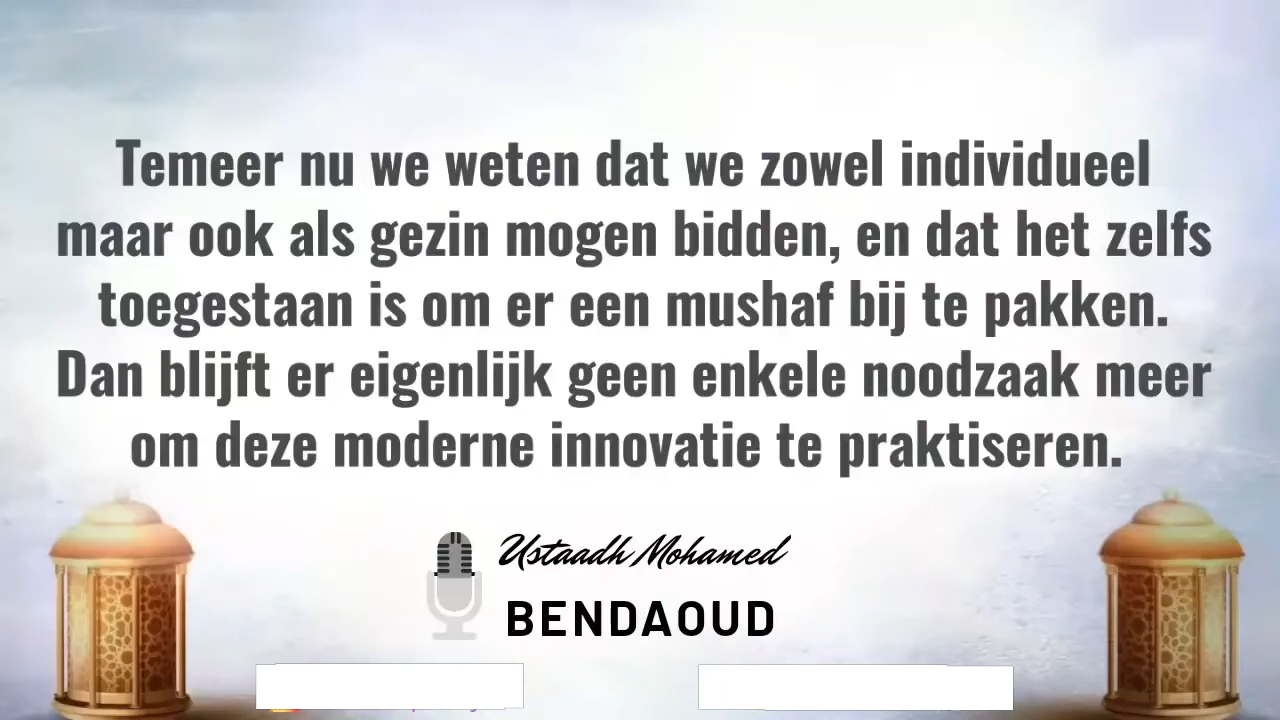 Temeer nu we weten dat we zowel individueel
maar ook als gezin mogen bidden, en dat het zelfs
toegestaan is om er een mushaf bij te pakken.
Dan blijft er eigenlijk geen enkele noodzaak meer
om deze moderne innovatie te praktiseren.
Ustaadh Mohamed
BENDAOUD